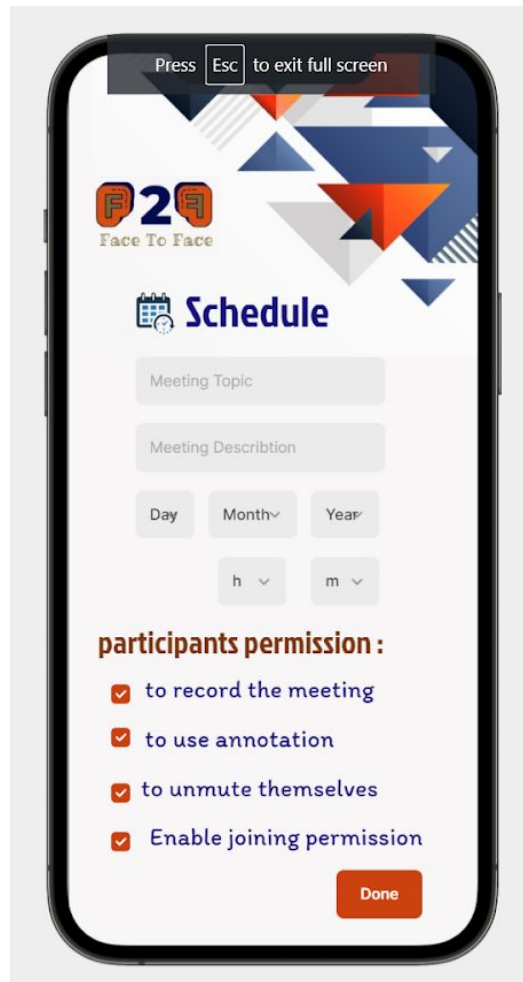 Press Esc to exit full screen
F2F
Face To Face
Schedule
Meeting Topic
Meeting Describtion
Day Month Year
h m
participants permission :
to record the meeting
to use annotation
to unmute themselves
Enable joining permission
Done